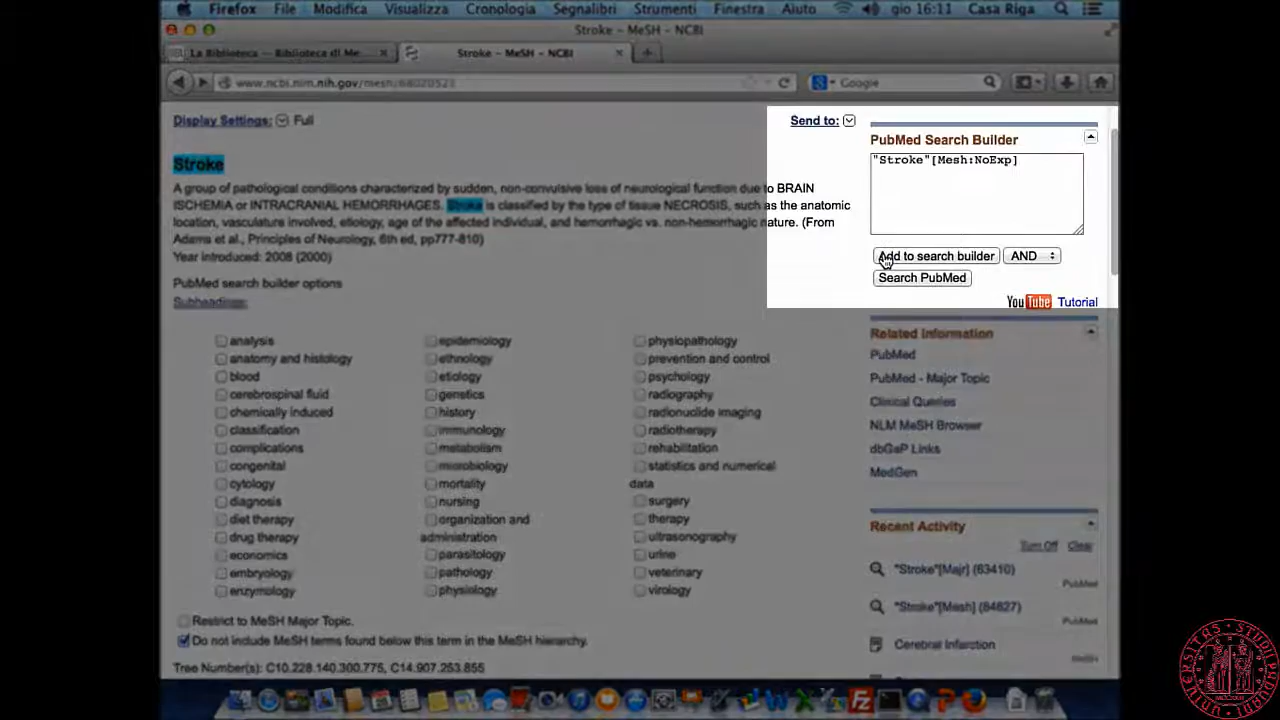 Firefox File Modifica Visualizza Cronologia Segnalibri Strumenti Finestra Aiuto gio 16:11 Casa Riga
Stroke – MeSH – NCBI
La Biblioteca — Biblioteca di Me...
Stroke – MeSH – NCBI
www.ncbi.nlm.nih.gov/mesh/68020521
Google
Display Settings: Full
Send to:
PubMed Search Builder
"Stroke"[Mesh:NoExp]
Stroke
A group of pathological conditions characterized by sudden, non-convulsive loss of neurological function due to BRAIN
ISCHEMIA or INTRACRANIAL HEMORRHAGES. Stroke is classified by the type of tissue NECROSIS, such as the anatomic
location, vasculature involved, etiology, age of the affected individual, and hemorrhagic vs. non-hemorrhagic nature. (From
Adams et al., Principles of Neurology, 6th ed, pp777-810)
Year introduced: 2008 (2000)
Add to search builder AND
Search PubMed
YouTube Tutorial
PubMed search builder options
Subheadings:
analysis
anatomy and histology
blood
cerebrospinal fluid
chemically induced
classification
complications
congenital
cytology
diagnosis
diet therapy
drug therapy
economics
embryology
enzymology
epidemiology
ethnology
etiology
genetics
history
immunology
metabolism
microbiology
mortality
nursing
organization and
administration
parasitology
pathology
physiology
physiopathology
prevention and control
psychology
radiography
radionuclide imaging
radiotherapy
rehabilitation
statistics and numerical
data
surgery
therapy
ultrasonography
urine
veterinary
virology
Restrict to MeSH Major Topic.
Do not include MeSH terms found below this term in the MeSH hierarchy.
Tree Number(s): C10.228.140.300.775, C14.907.253.855
Related Information
PubMed
PubMed - Major Topic
Clinical Queries
NLM MeSH Browser
dbGaP Links
MedGen
Recent Activity
Turn Off Clear
"Stroke"[Majr] (63410)
PubMed
"Stroke"[Mesh] (84627)
PubMed
Cerebral Infarction
MeSH